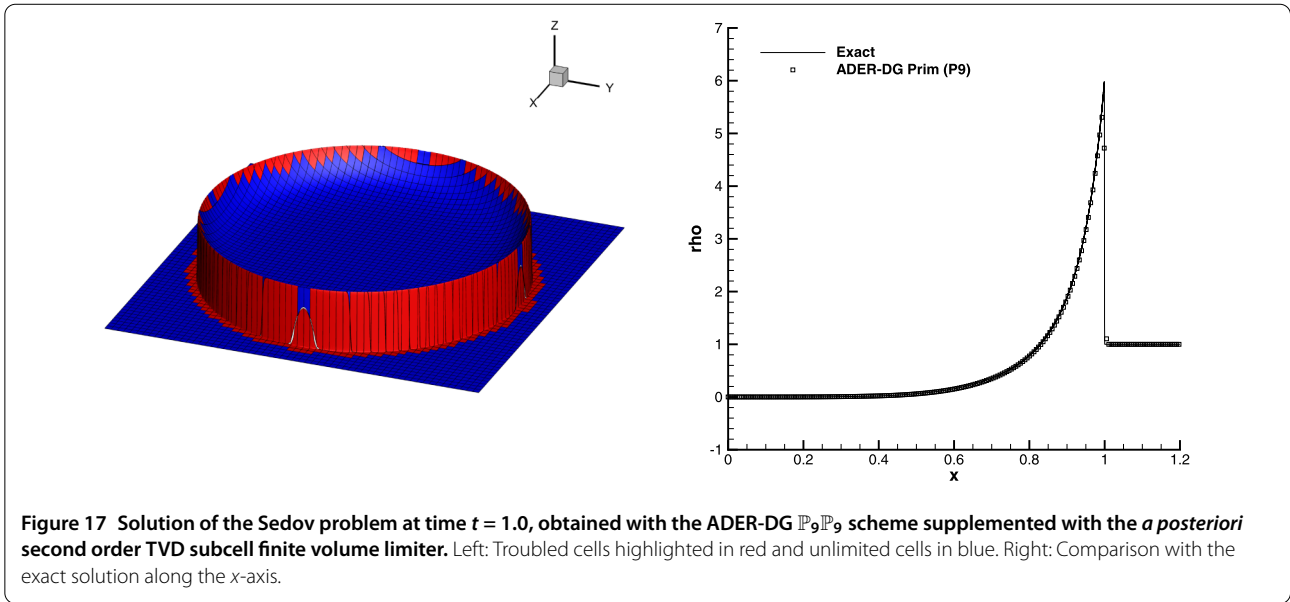 Z
Y
X
7
6
5
4
3
2
1
0
-1
rho
Exact
ADER-DG Prim (P9)
0
0.2
0.4
0.6
0.8
1
1.2
x
Figure 17 Solution of the Sedov problem at time t = 1.0, obtained with the ADER-DG ℙ₉ℙ₉ scheme supplemented with the a posteriori
second order TVD subcell finite volume limiter. Left: Troubled cells highlighted in red and unlimited cells in blue. Right: Comparison with the
exact solution along the x-axis.